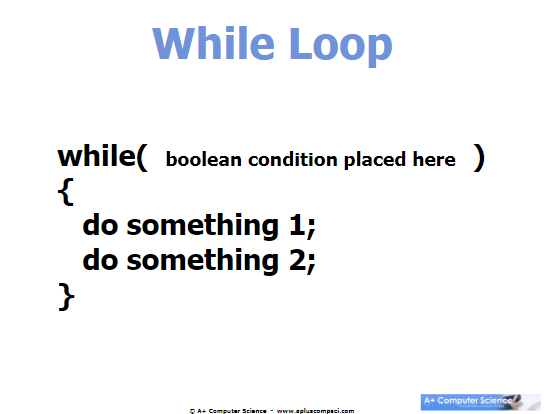 While Loop
while( boolean condition placed here )
{
do something 1;
do something 2;
}
© A+ Computer Science - www.apluscompsci.com
A+ Computer Science